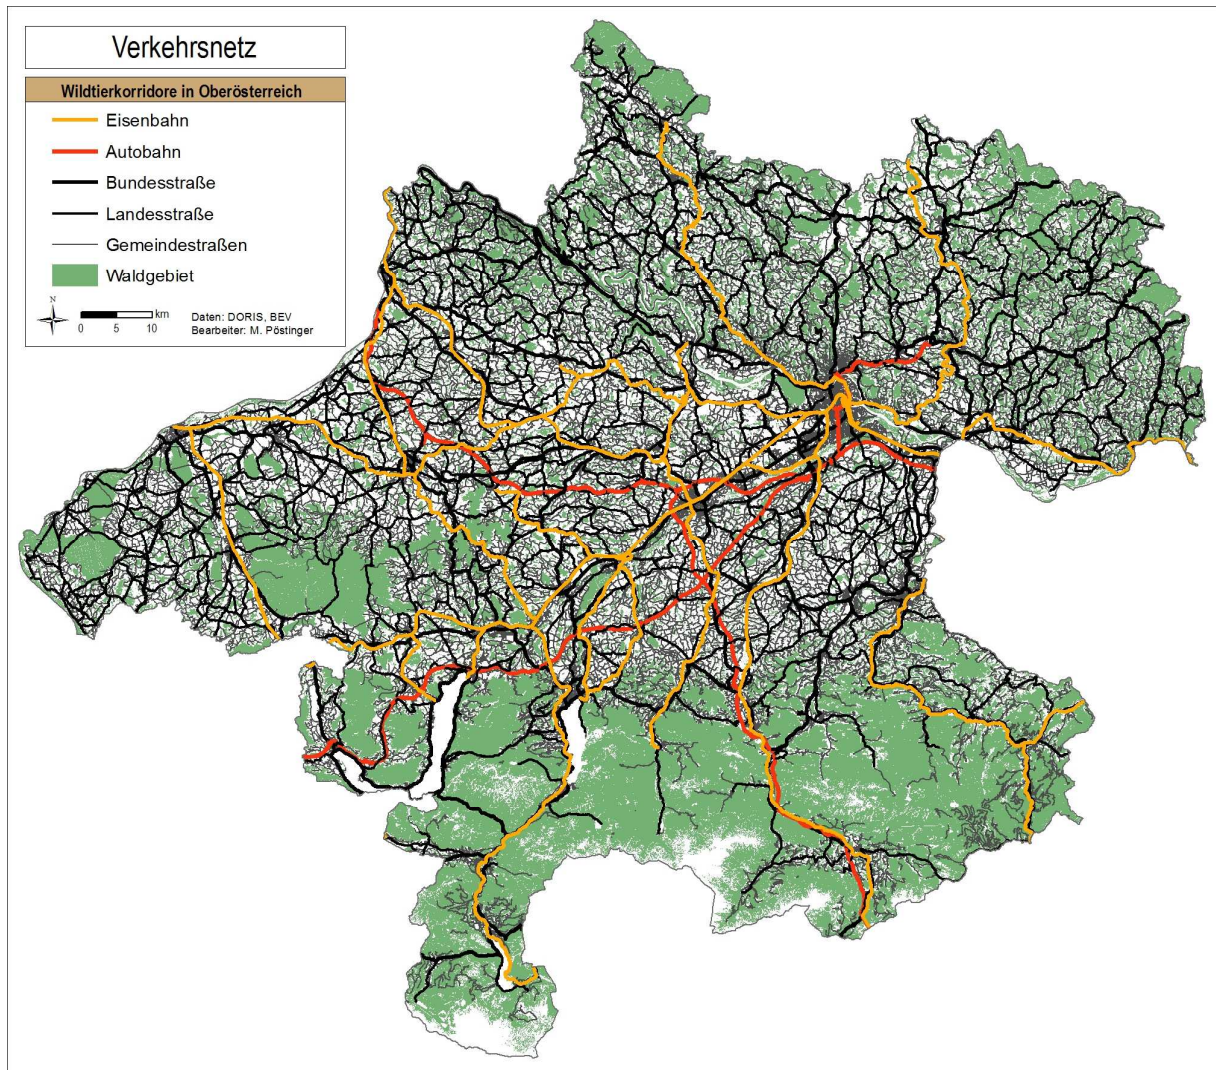 Verkehrsnetz
Wildtierkorridore in Oberösterreich
Eisenbahn
Autobahn
Bundesstraße
Landesstraße
Gemeindestraßen
Waldgebiet
N
km
0 5 10
Daten: DORIS, BEV
Bearbeiter: M. Pöstinger